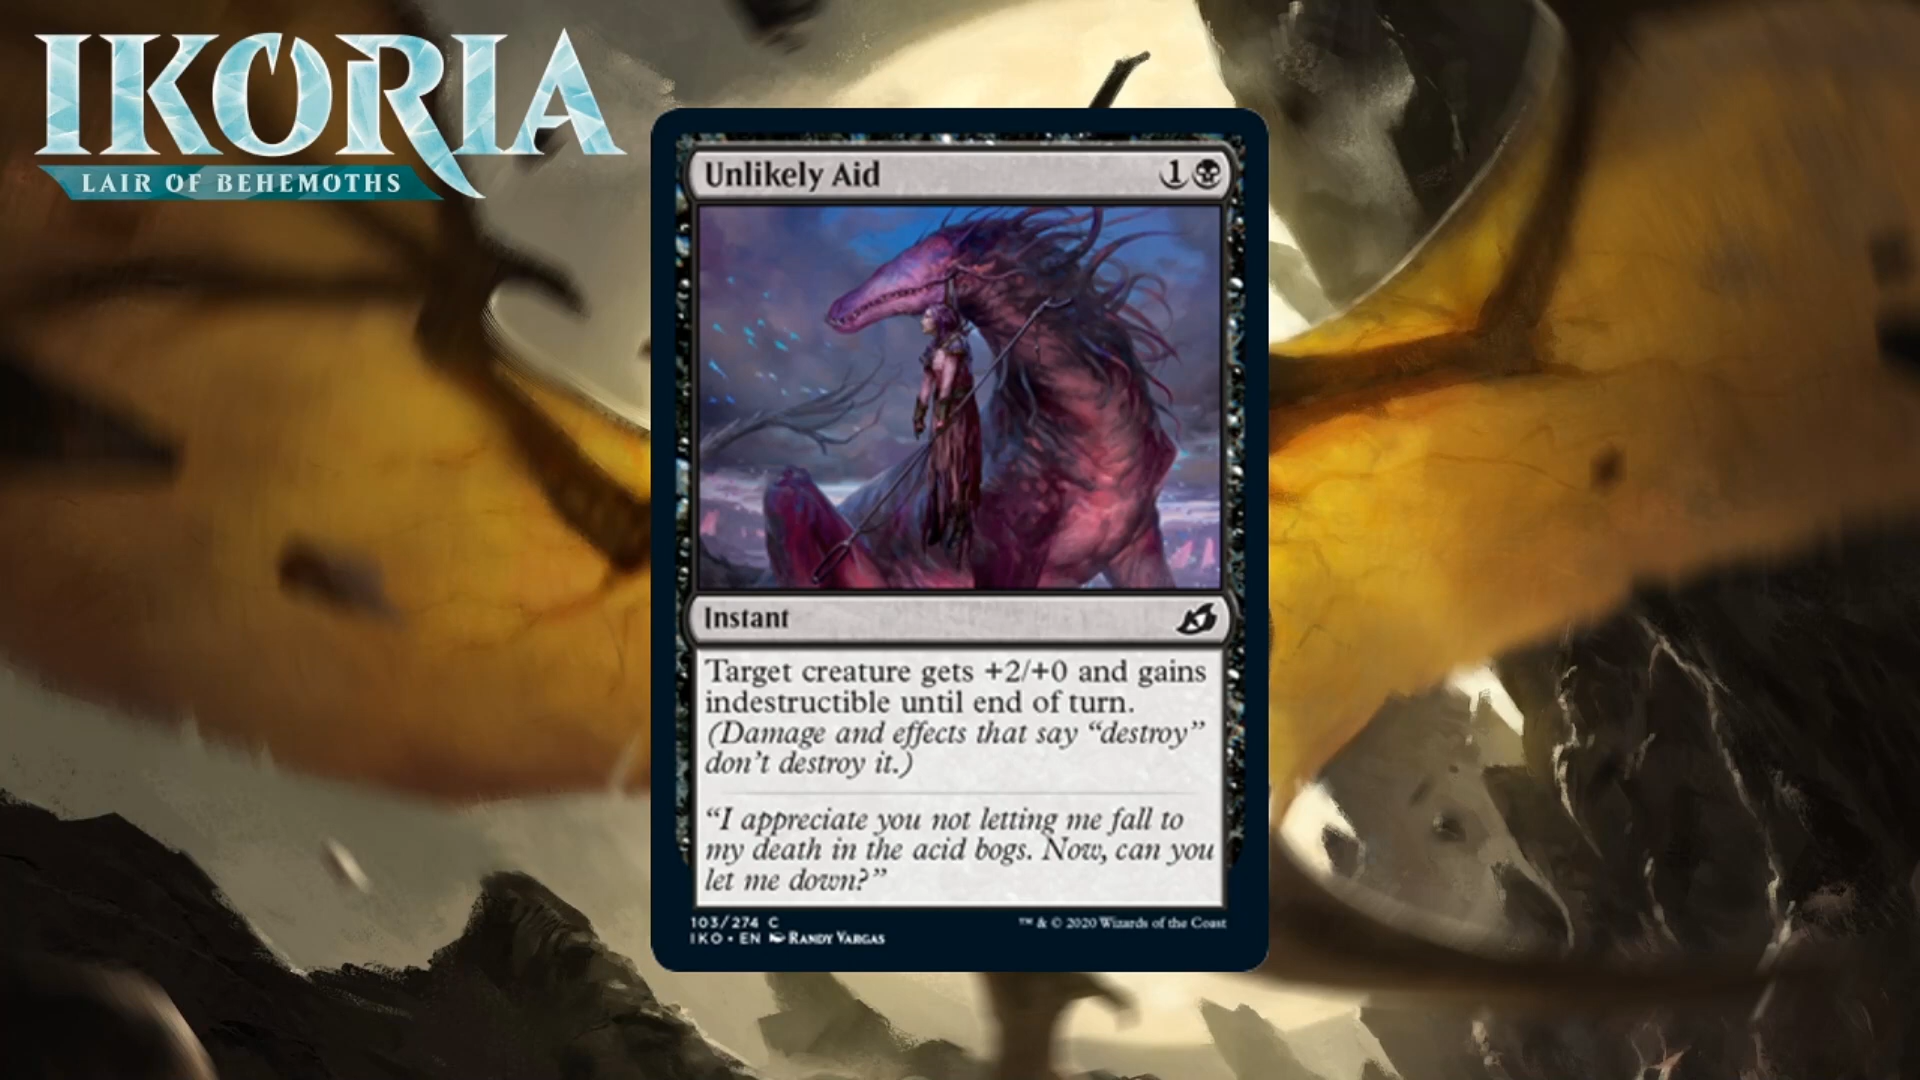 IKORIA
LAIR OF BEHEMOTHS
Unlikely Aid 1
Instant
Target creature gets +2/+0 and gains
indestructible until end of turn.
(Damage and effects that say “destroy”
don’t destroy it.)
“I appreciate you not letting me fall to
my death in the acid bogs. Now, can you
let me down?”
103/274 C
™ & © 2020 Wizards of the Coast
IKO • EN RANDY VARGAS